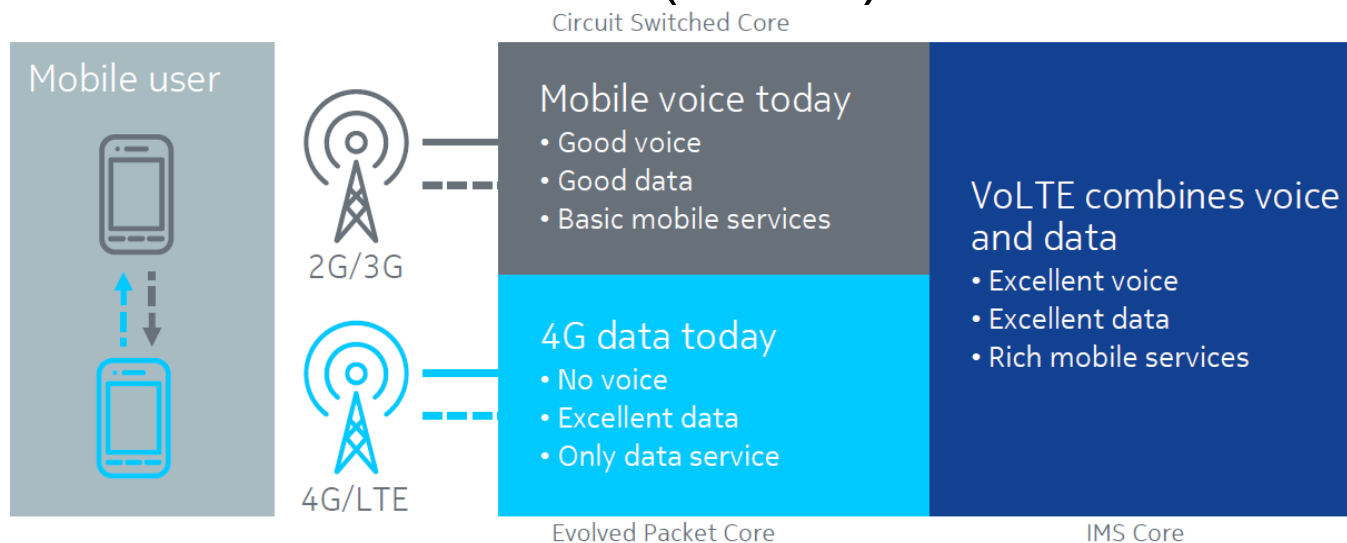 Circuit Switched Core
Mobile user
2G/3G
4G/LTE
Mobile voice today
• Good voice
• Good data
• Basic mobile services
4G data today
• No voice
• Excellent data
• Only data service
VoLTE combines voice
and data
• Excellent voice
• Excellent data
• Rich mobile services
Evolved Packet Core
IMS Core